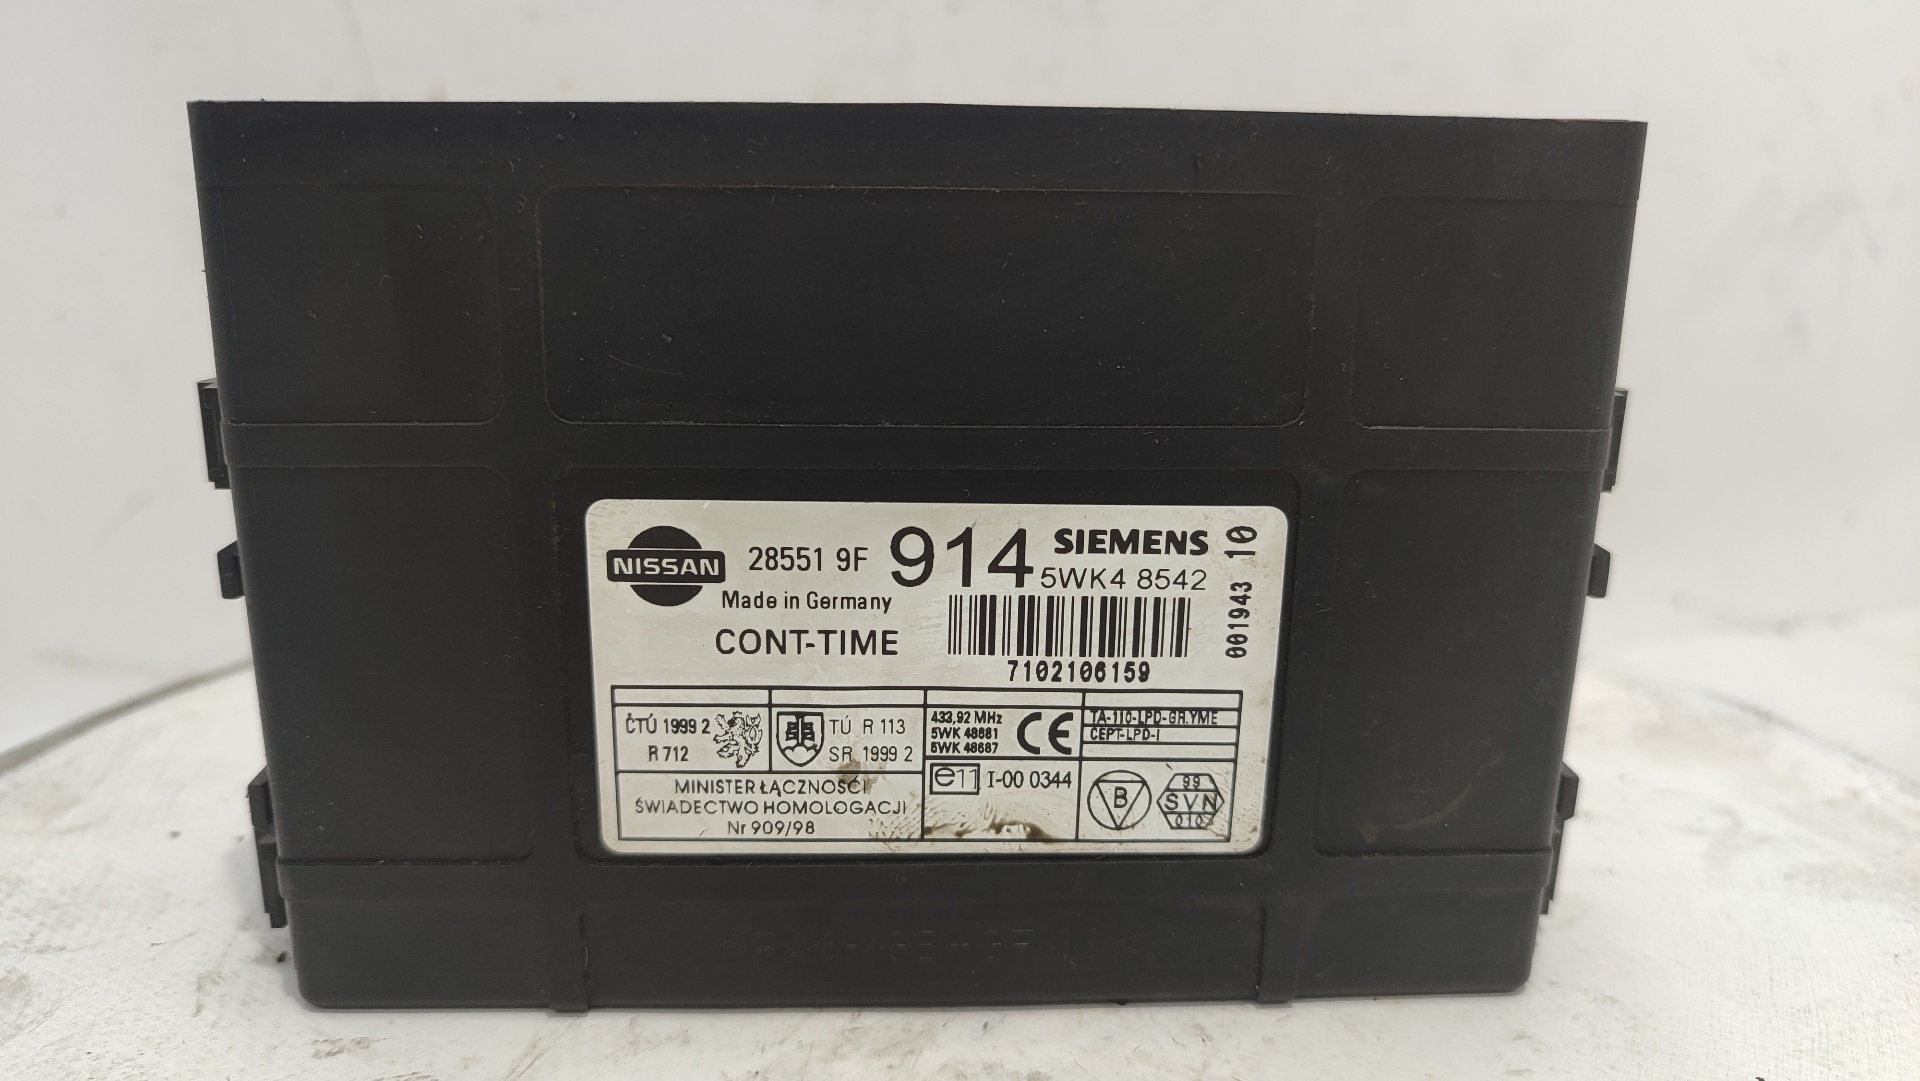 NISSAN
28551 9F 914
SIEMENS
5WK4 8542
Made in Germany
CONT-TIME
7102106159
001943 10
ČTÚ 1999 2
R 712
TÚ R 113
SR 1999 2
433,92 MHz
5WK 48681
5WK 48687
CE
TA-110-LPD-GR.YME
CEPT-LPD-I
MINISTER ŁĄCZNOŚCI
ŚWIADECTWO HOMOLOGACJI
Nr 909/98
e11 I-00 0344
B
99
SVN
010